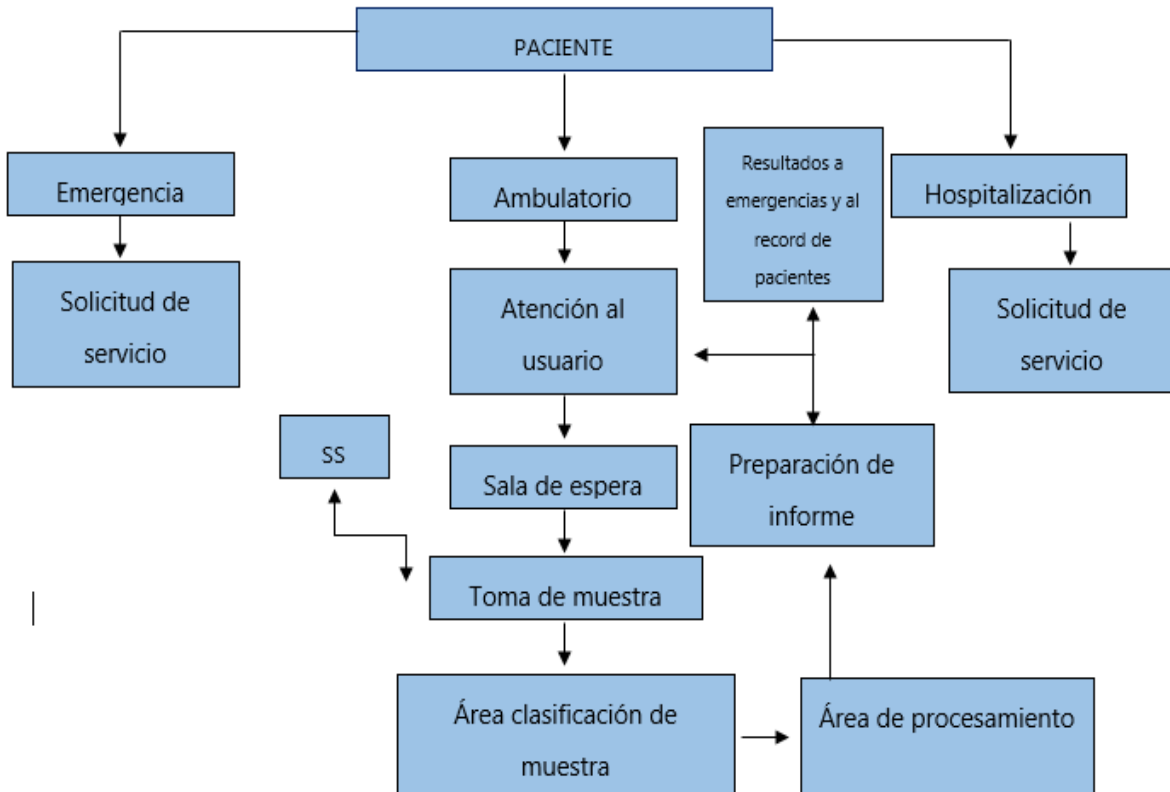 PACIENTE
Emergencia
Ambulatorio
Resultados a
emergencias y al
record de
pacientes
Hospitalización
Solicitud de
servicio
Atención al
usuario
Solicitud de
servicio
SS
Sala de espera
Preparación de
informe
Toma de muestra
Área clasificación de
muestra
Área de procesamiento